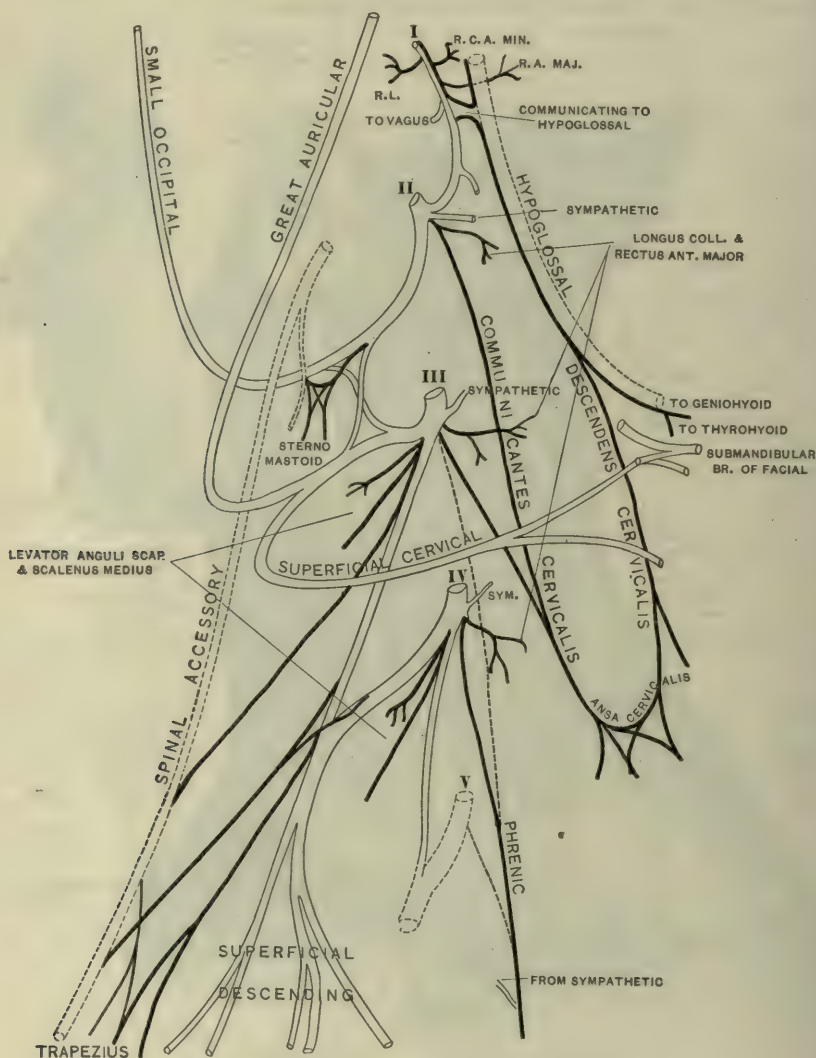 I
R.C.A. MIN.
R.A. MAJ.
R.L.
TO VAGUS
COMMUNICATING TO
HYPOGLOSSAL
SMALL OCCIPITAL
GREAT AURICULAR
HYPOGLOSSAL
II
SYMPATHETIC
LONGUS COLL. &
RECTUS ANT. MAJOR
COMMUNICANTES
CERVICALIS
DESCENDENS
CERVICALIS
III
SYMPATHETIC
TO GENIOHYOID
TO THYROHYOID
SUBMANDIBULAR
BR. OF FACIAL
STERNO
MASTOID
LEVATOR ANGULI SCAP.
& SCALENUS MEDIUS
SUPERFICIAL CERVICAL
IV
SYM.
SPINAL ACCESSORY
ANSA CERVICALIS
V
PHRENIC
SUPERFICIAL
DESCENDING
FROM SYMPATHETIC
TRAPEZIUS